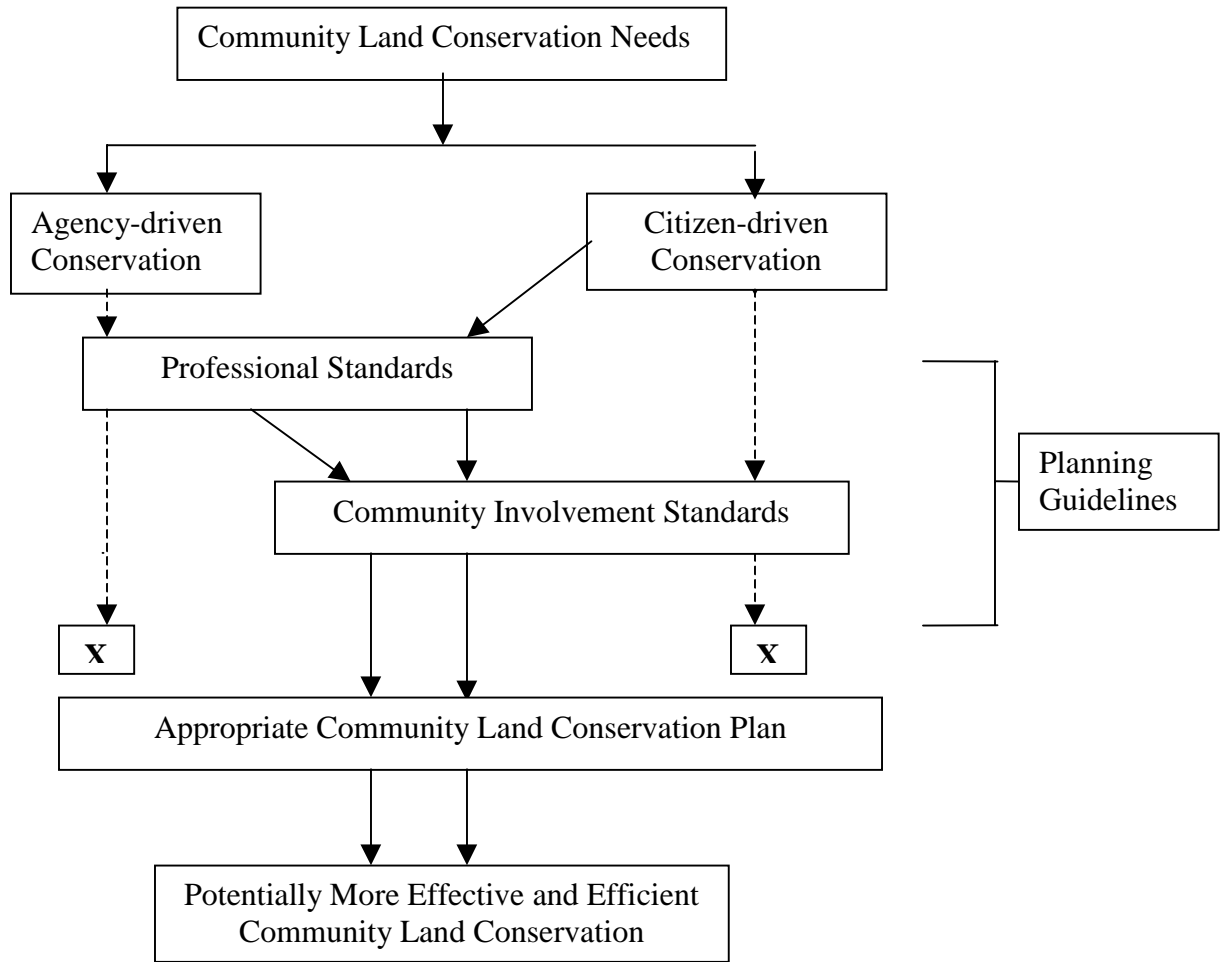 Community Land Conservation Needs
Agency-driven
Conservation
Citizen-driven
Conservation
Professional Standards
Planning
Guidelines
Community Involvement Standards
x
x
Appropriate Community Land Conservation Plan
Potentially More Effective and Efficient
Community Land Conservation